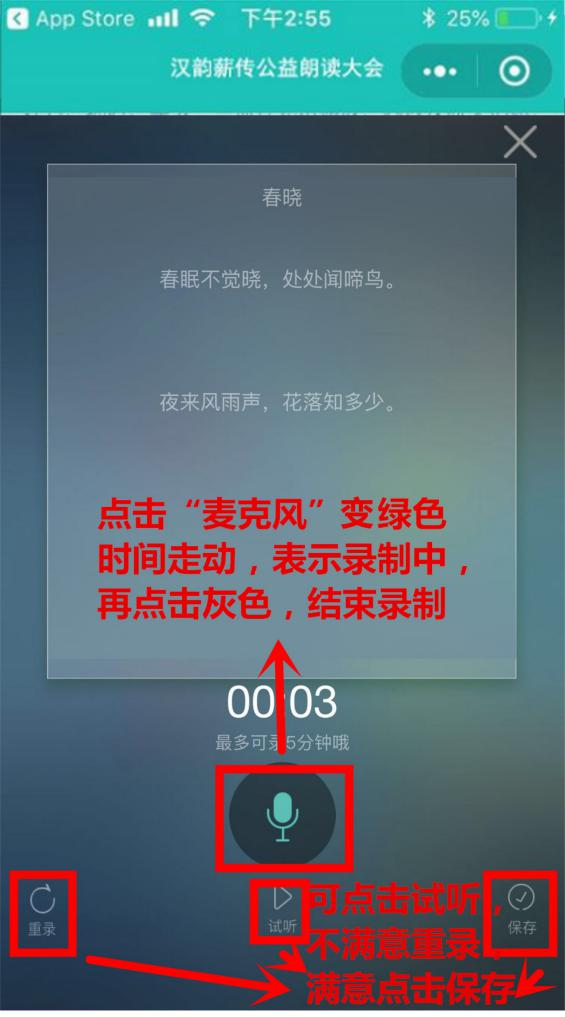 App Store 下午2:55 25%
汉韵薪传公益朗读大会
春晓
春眠不觉晓，处处闻啼鸟。
夜来风雨声，花落知多少。
点击“麦克风”变绿色
时间走动，表示录制中，
再点击灰色，结束录制
00:03
最多可录5分钟哦
重录
试听
保存
可点击试听，
不满意重录，
满意点击保存